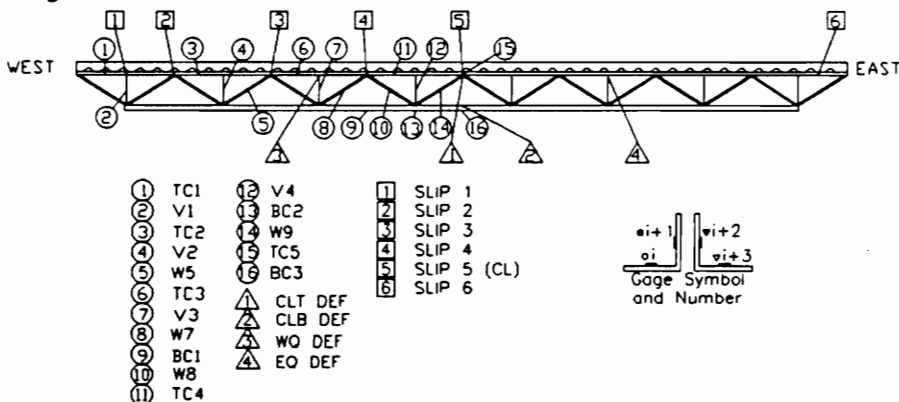 1 2 3 4 5 6
WEST 1 3 4 6 7 11 12 15 EAST
2 5 8 9 10 13 14 16
3 1 2 4
1 TC1
2 V1
3 TC2
4 V2
5 W5
6 TC3
7 V3
8 W7
9 BC1
10 W8
11 TC4
12 V4
13 BC2
14 W9
15 TC5
16 BC3
1 CLT DEF
2 CLB DEF
3 WQ DEF
4 EQ DEF
1 SLIP 1
2 SLIP 2
3 SLIP 3
4 SLIP 4
5 SLIP 5 (CL)
6 SLIP 6
i+1 i+2
i i+3
Gage Symbol
and Number